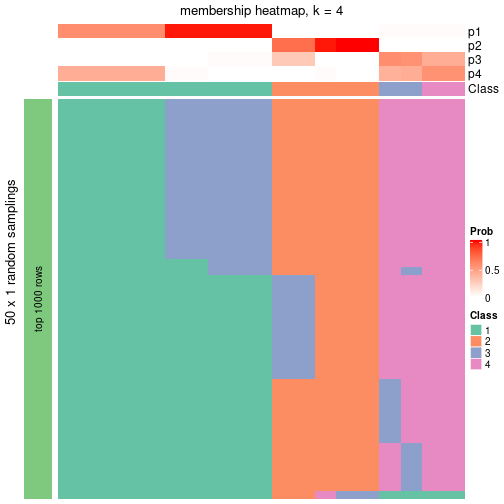 membership heatmap, k = 4
p1
p2
p3
p4
Class
50 x 1 random samplings
top 1000 rows
Prob
1
0.5
0
Class
1
2
3
4